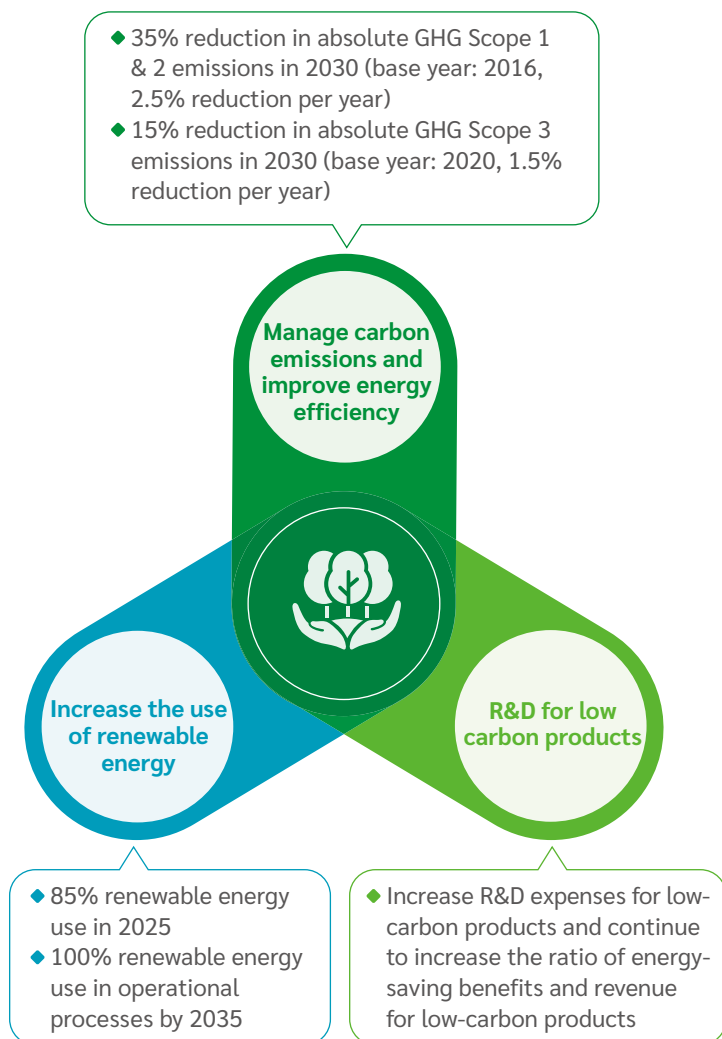 ◆ 35% reduction in absolute GHG Scope 1
& 2 emissions in 2030 (base year: 2016,
2.5% reduction per year)
◆ 15% reduction in absolute GHG Scope 3
emissions in 2030 (base year: 2020, 1.5%
reduction per year)
Manage carbon
emissions and
improve energy
efficiency
Increase the use
of renewable
energy
R&D for low
carbon products
◆ 85% renewable energy
use in 2025
◆ 100% renewable energy
use in operational
processes by 2035
◆ Increase R&D expenses for low-
carbon products and continue
to increase the ratio of energy-
saving benefits and revenue
for low-carbon products